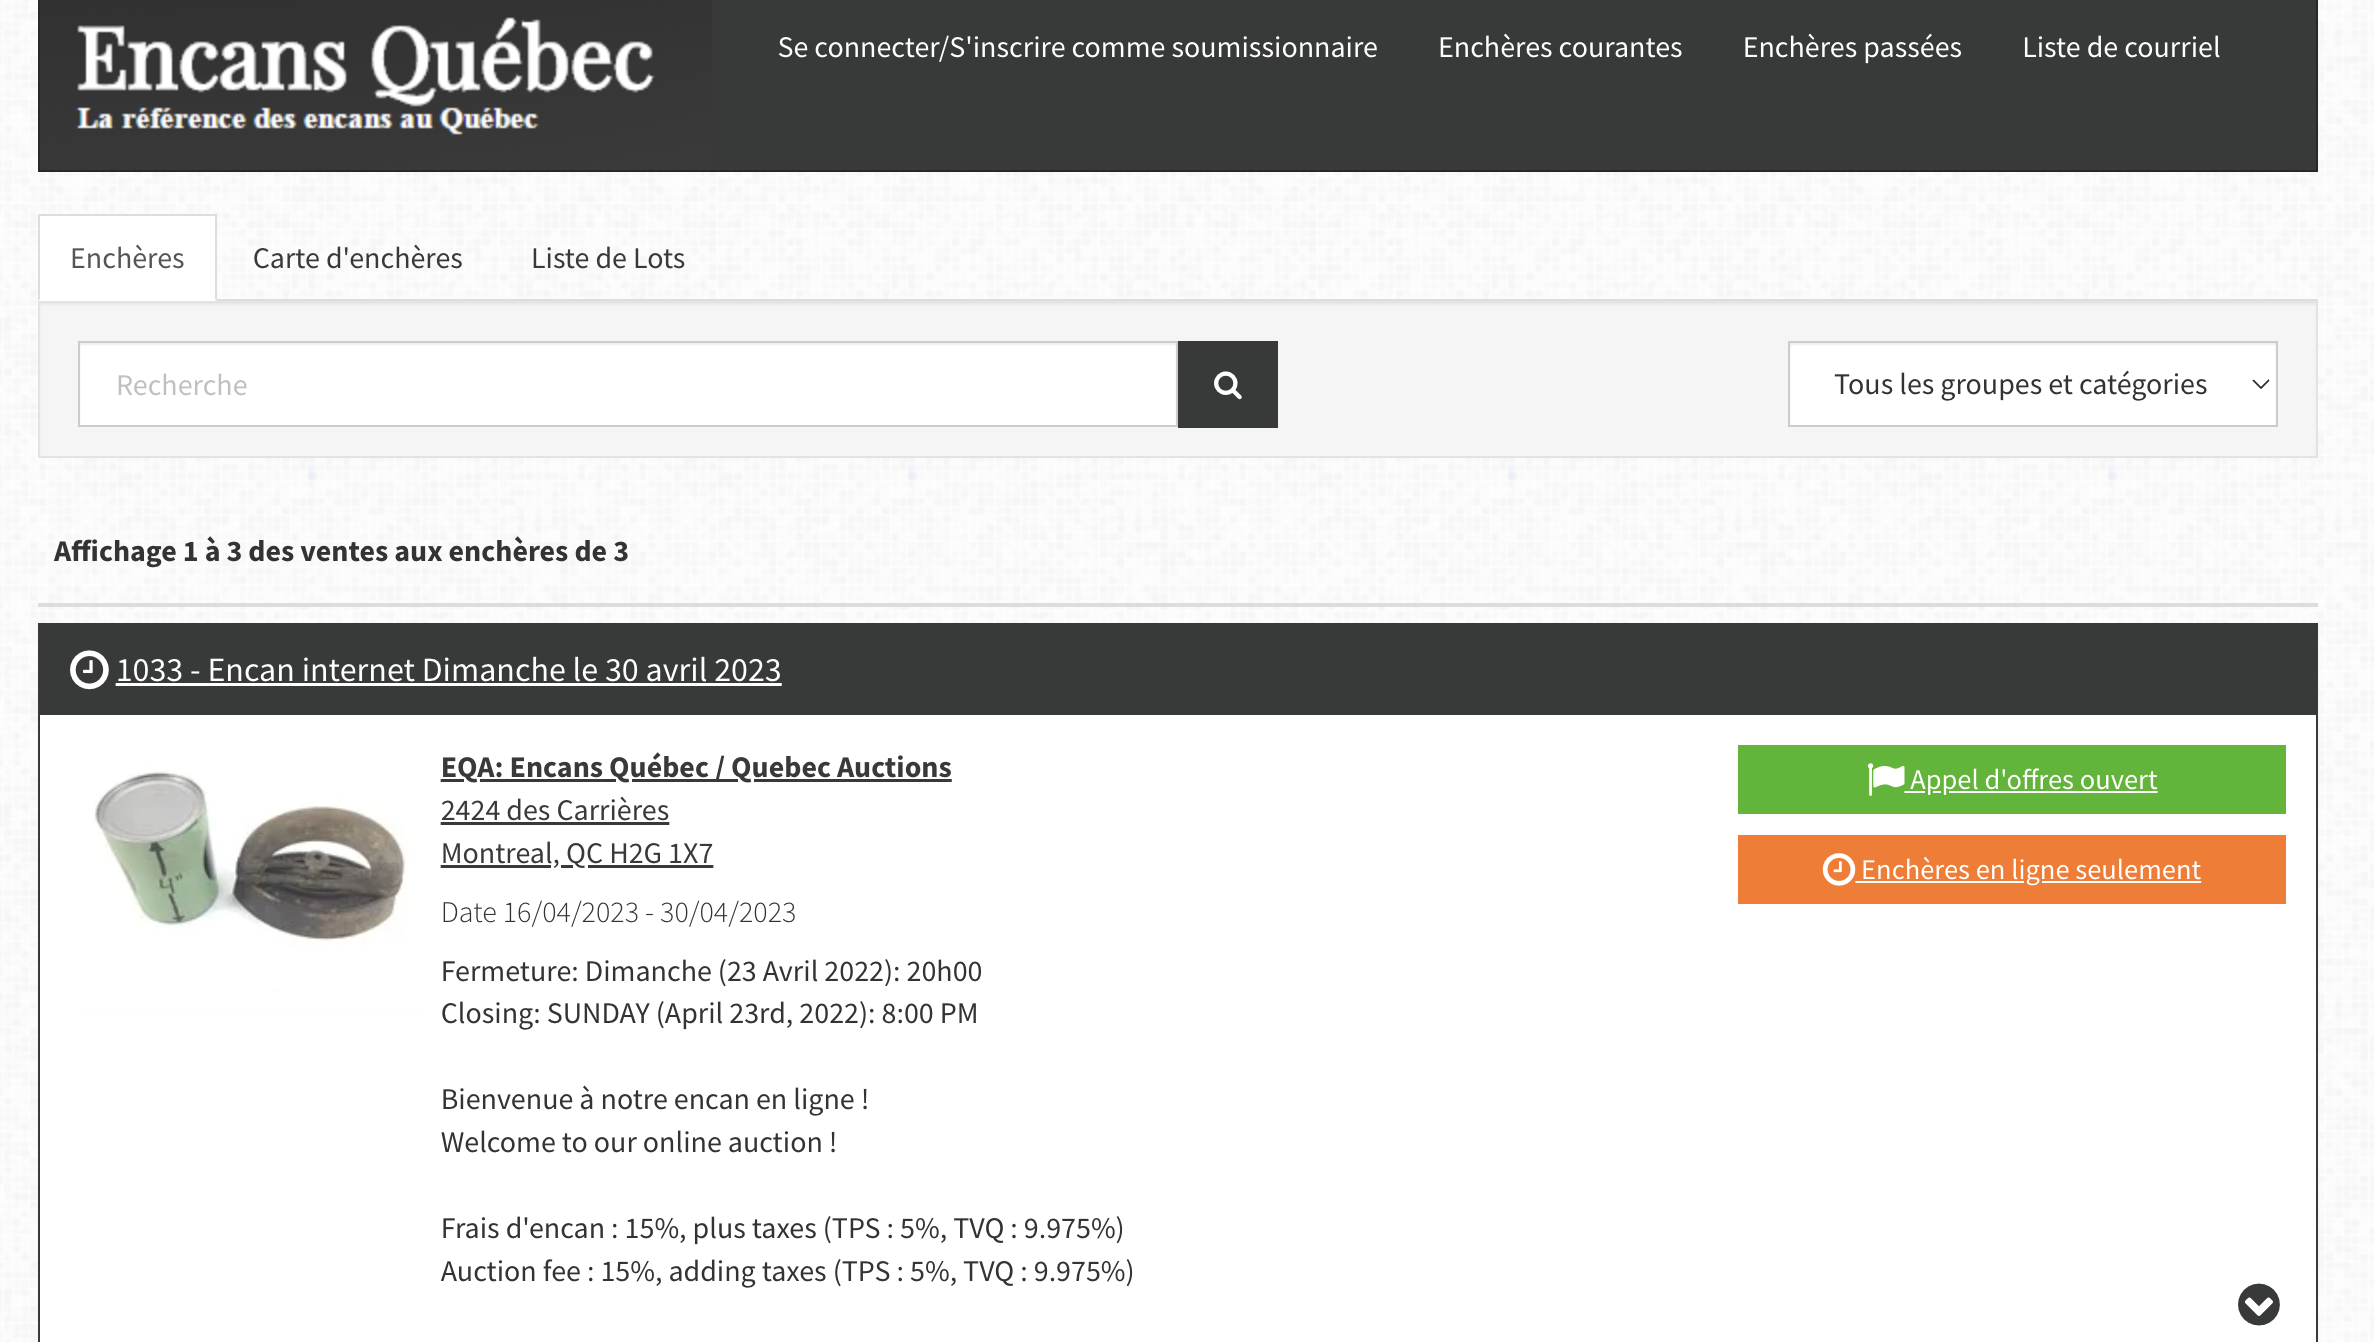 Encans Québec
La référence des encans au Québec
Se connecter/S'inscrire comme soumissionnaire
Enchères courantes
Enchères passées
Liste de courriel
Enchères
Carte d'enchères
Liste de Lots
Recherche
Tous les groupes et catégories
Affichage 1 à 3 des ventes aux enchères de 3
1033 - Encan internet Dimanche le 30 avril 2023
4"
EQA: Encans Québec / Quebec Auctions
2424 des Carrières
Montreal, QC H2G 1X7
Date 16/04/2023 - 30/04/2023
Fermeture: Dimanche (23 Avril 2022): 20h00
Closing: SUNDAY (April 23rd, 2022): 8:00 PM
Bienvenue à notre encan en ligne !
Welcome to our online auction !
Frais d'encan : 15%, plus taxes (TPS : 5%, TVQ : 9.975%)
Auction fee : 15%, adding taxes (TPS : 5%, TVQ : 9.975%)
Appel d'offres ouvert
Enchères en ligne seulement